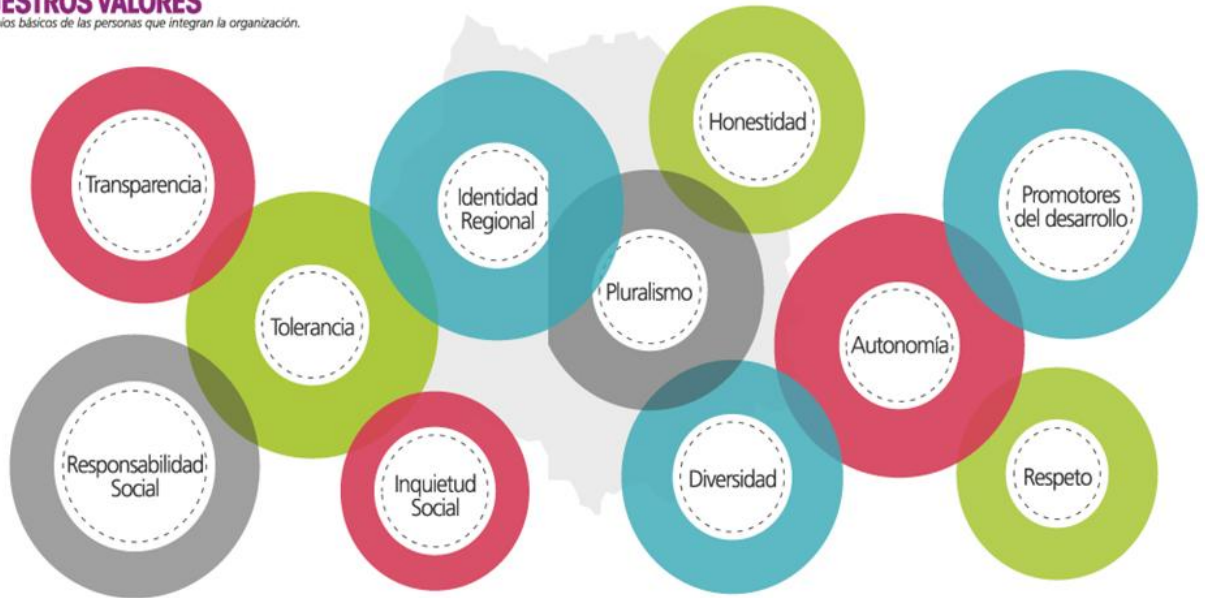 ESTROS VALORES
ios básicos de las personas que integran la organización.
Transparencia
Tolerancia
Responsabilidad
Social
Identidad
Regional
Inquietud
Social
Honestidad
Pluralismo
Diversidad
Promotores
del desarrollo
Autonomía
Respeto